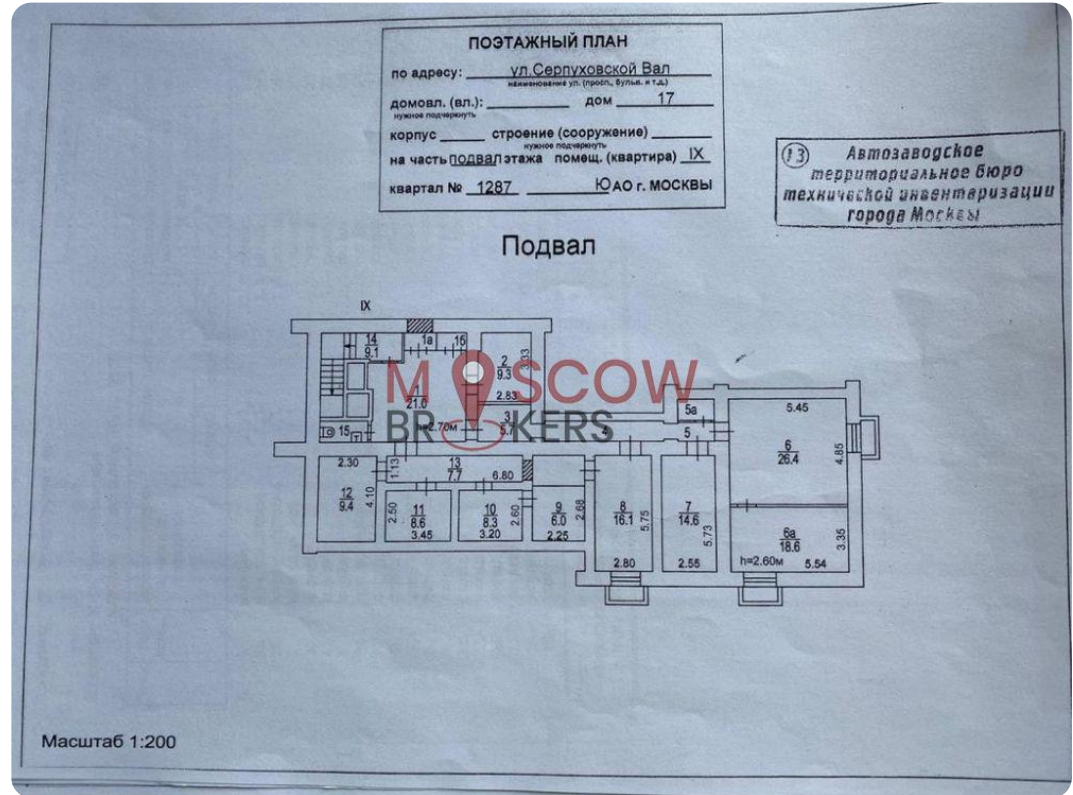 ПОЭТАЖНЫЙ ПЛАН
по адресу: ул.Серпуховской Вал
наименование ул. (просп., бульв. и т.д.)
домовл. (вл.): дом 17
нужное подчеркнуть
корпус строение (сооружение)
нужное подчеркнуть
на часть подвал этажа помещ. (квартира) IX
квартал № 1287 ЮАО г. МОСКВЫ
13 Автозаводское
территориальное бюро
технической инвентаризации
города Москвы
Подвал
IX
14
9.1
1а
1б
2
9.3
3.33
2.83
1
21.0
h=2.70м
3
5.7
15
MOSCOW
BROKERS
4
5а
5
5.45
6
26.4
4.85
2.30
12
9.4
4.10
1.13
13
7.7
6.80
2.50
11
8.6
3.45
10
8.3
3.20
2.60
9
6.0
2.25
2.68
8
16.1
5.75
2.80
7
14.6
5.73
2.55
6а
18.6
3.35
h=2.60м
5.54
Масштаб 1:200